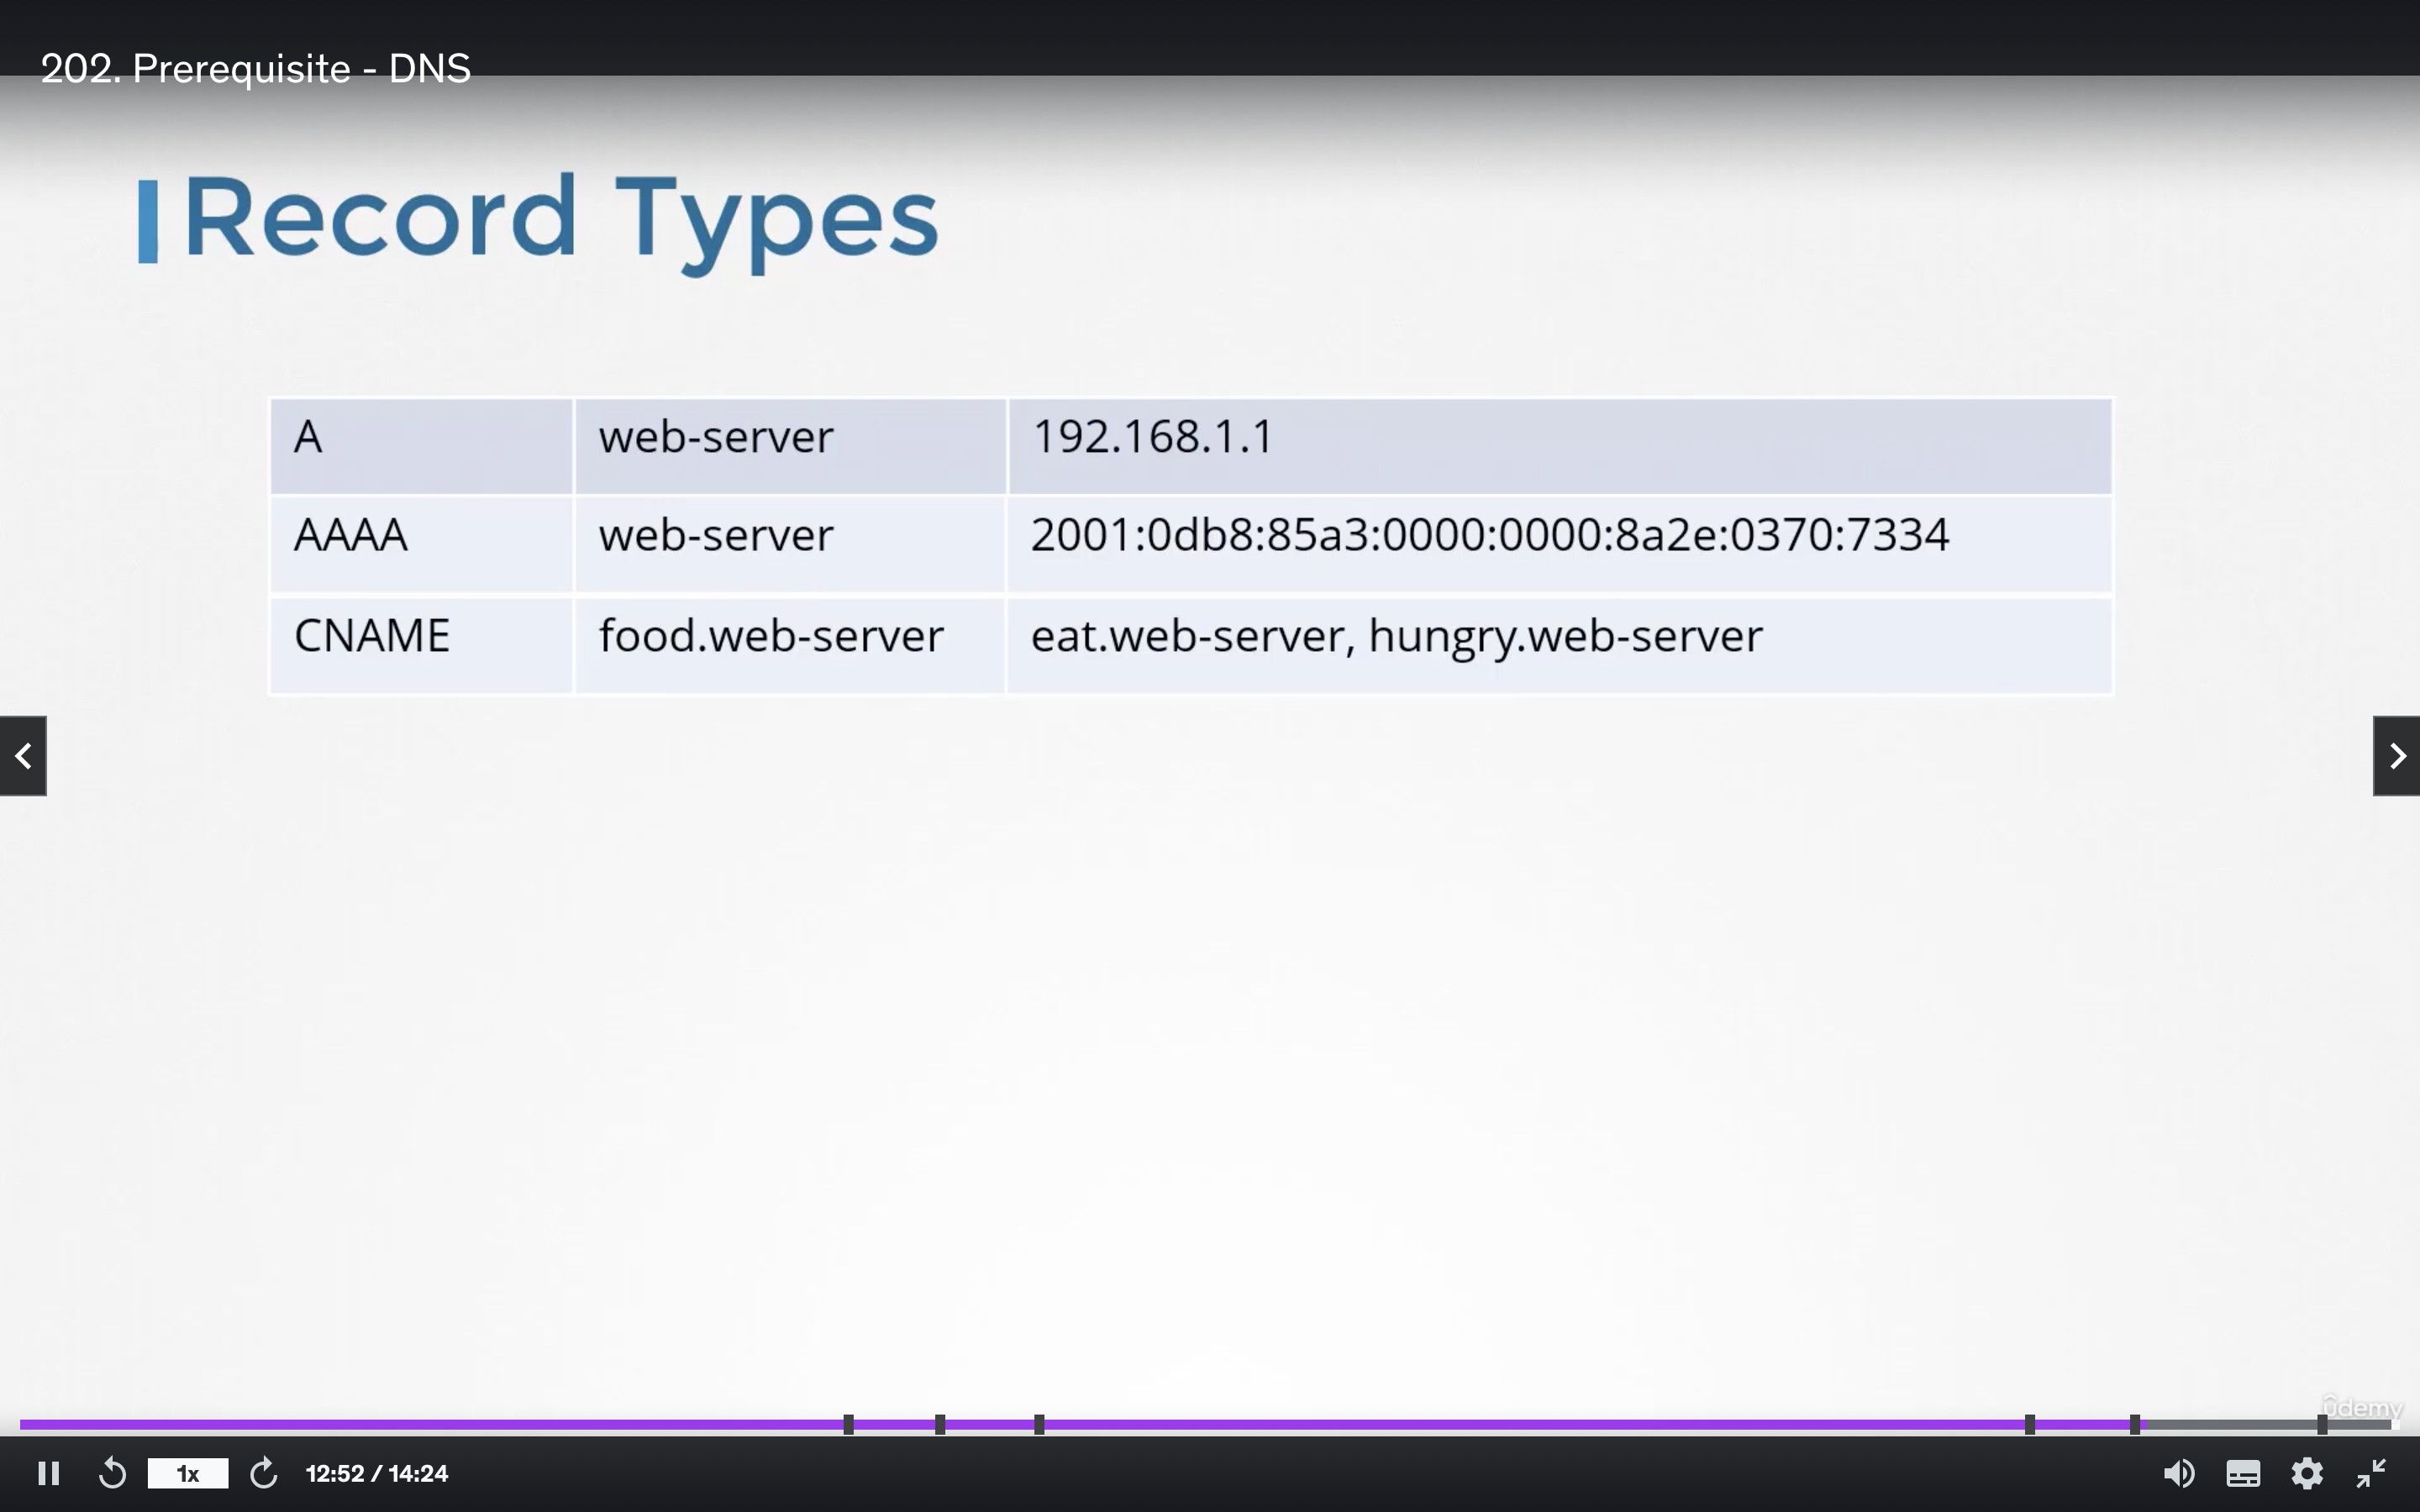 202. Prerequisite - DNS
Record Types
A web-server 192.168.1.1
AAAA web-server 2001:0db8:85a3:0000:0000:8a2e:0370:7334
CNAME food.web-server eat.web-server, hungry.web-server
ûdemy
1x 12:52 / 14:24